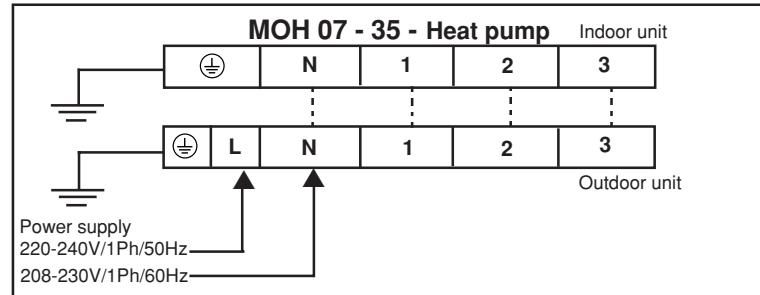 MOH 07 - 35 - Heat pump Indoor unit
N 1 2 3
L N 1 2 3
Outdoor unit
Power supply
220-240V/1Ph/50Hz
208-230V/1Ph/60Hz